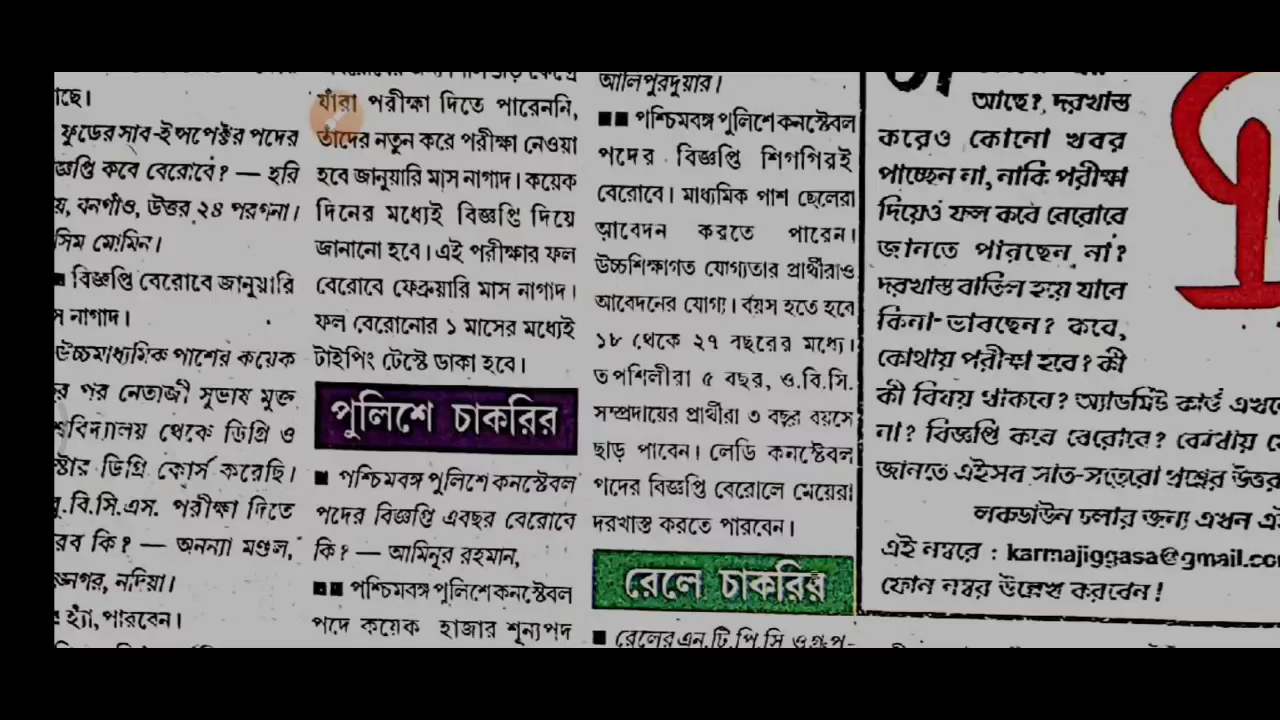 াছে।
ফুডের সাব-ইন্সপেক্টর পদের
জ্ঞপ্তি কবে বেরোবে? — হরি
য়, বনগাঁও, উত্তর ২৪ পরগনা।
সিম মোমিন।
■ বিজ্ঞপ্তি বেরোবে জানুয়ারি
স নাগাদ।
উচ্চমাধ্যমিক পাশের কয়েক
র পর নেতাজী সুভাষ মুক্ত
বিদ্যালয় থেকে ডিগ্রি ও
স্টার ডিগ্রি কোর্স করেছি।
বি.সি.এস. পরীক্ষা দিতে
রব কি? — অনন্যা মণ্ডল,
নগর, নদিয়া।
হ্যাঁ, পারবেন।
যাঁরা পরীক্ষা দিতে পারেননি,
তাঁদের নতুন করে পরীক্ষা নেওয়া
হবে জানুয়ারি মাস নাগাদ। কয়েক
দিনের মধ্যেই বিজ্ঞপ্তি দিয়ে
জানানো হবে। এই পরীক্ষার ফল
বেরোবে ফেব্রুয়ারি মাস নাগাদ।
ফল বেরোনোর ১ মাসের মধ্যেই
টাইপিং টেস্টে ডাকা হবে।
পুলিশে চাকরির
■ পশ্চিমবঙ্গ পুলিশে কনস্টেবল
পদের বিজ্ঞপ্তি এবছর বেরোবে
কি? — আমিনুর রহমান,
■■ পশ্চিমবঙ্গ পুলিশে কনস্টেবল
পদে কয়েক হাজার শূন্যপদ
আলিপুরদুয়ার।
■■ পশ্চিমবঙ্গ পুলিশে কনস্টেবল
পদের বিজ্ঞপ্তি শিগগিরই
বেরোবে। মাধ্যমিক পাশ ছেলেরা
আবেদন করতে পারেন।
উচ্চশিক্ষাগত যোগ্যতার প্রার্থীরাও
আবেদনের যোগ্য। বয়স হতে হবে
১৮ থেকে ২৭ বছরের মধ্যে।
তপশিলীরা ৫ বছর, ও.বি.সি.
সম্প্রদায়ের প্রার্থীরা ৩ বছর বয়সে
ছাড় পাবেন। লেডি কনস্টেবল
পদের বিজ্ঞপ্তি বেরোলে মেয়েরা
দরখাস্ত করতে পারবেন।
রেলে চাকরির
■ রেলের এন.টি.পি.সি ও গ্রুপ-
আছে?, দরখাস্ত
করেও কোনো খবর
পাচ্ছেন না, নাকি পরীক্ষা
দিয়েও ফল কবে বেরোবে
জানতে পারছেন না?
দরখাস্ত বাতিল হয়ে যাবে
কিনা-ভাবছেন? কবে,
কোথায় পরীক্ষা হবে? কী
কী বিষয় থাকবে? অ্যাডমিট কার্ড এখনে
না? বিজ্ঞপ্তি কবে বেরোবে? কোথায়
জানতে এইসব সাত-সতেরো প্রশ্নের উত্তর
লকডাউন চলার জন্য এখন এই
এই নম্বরে : karmajiggasa@gmail.co
ফোন নম্বর উল্লেখ করবেন!